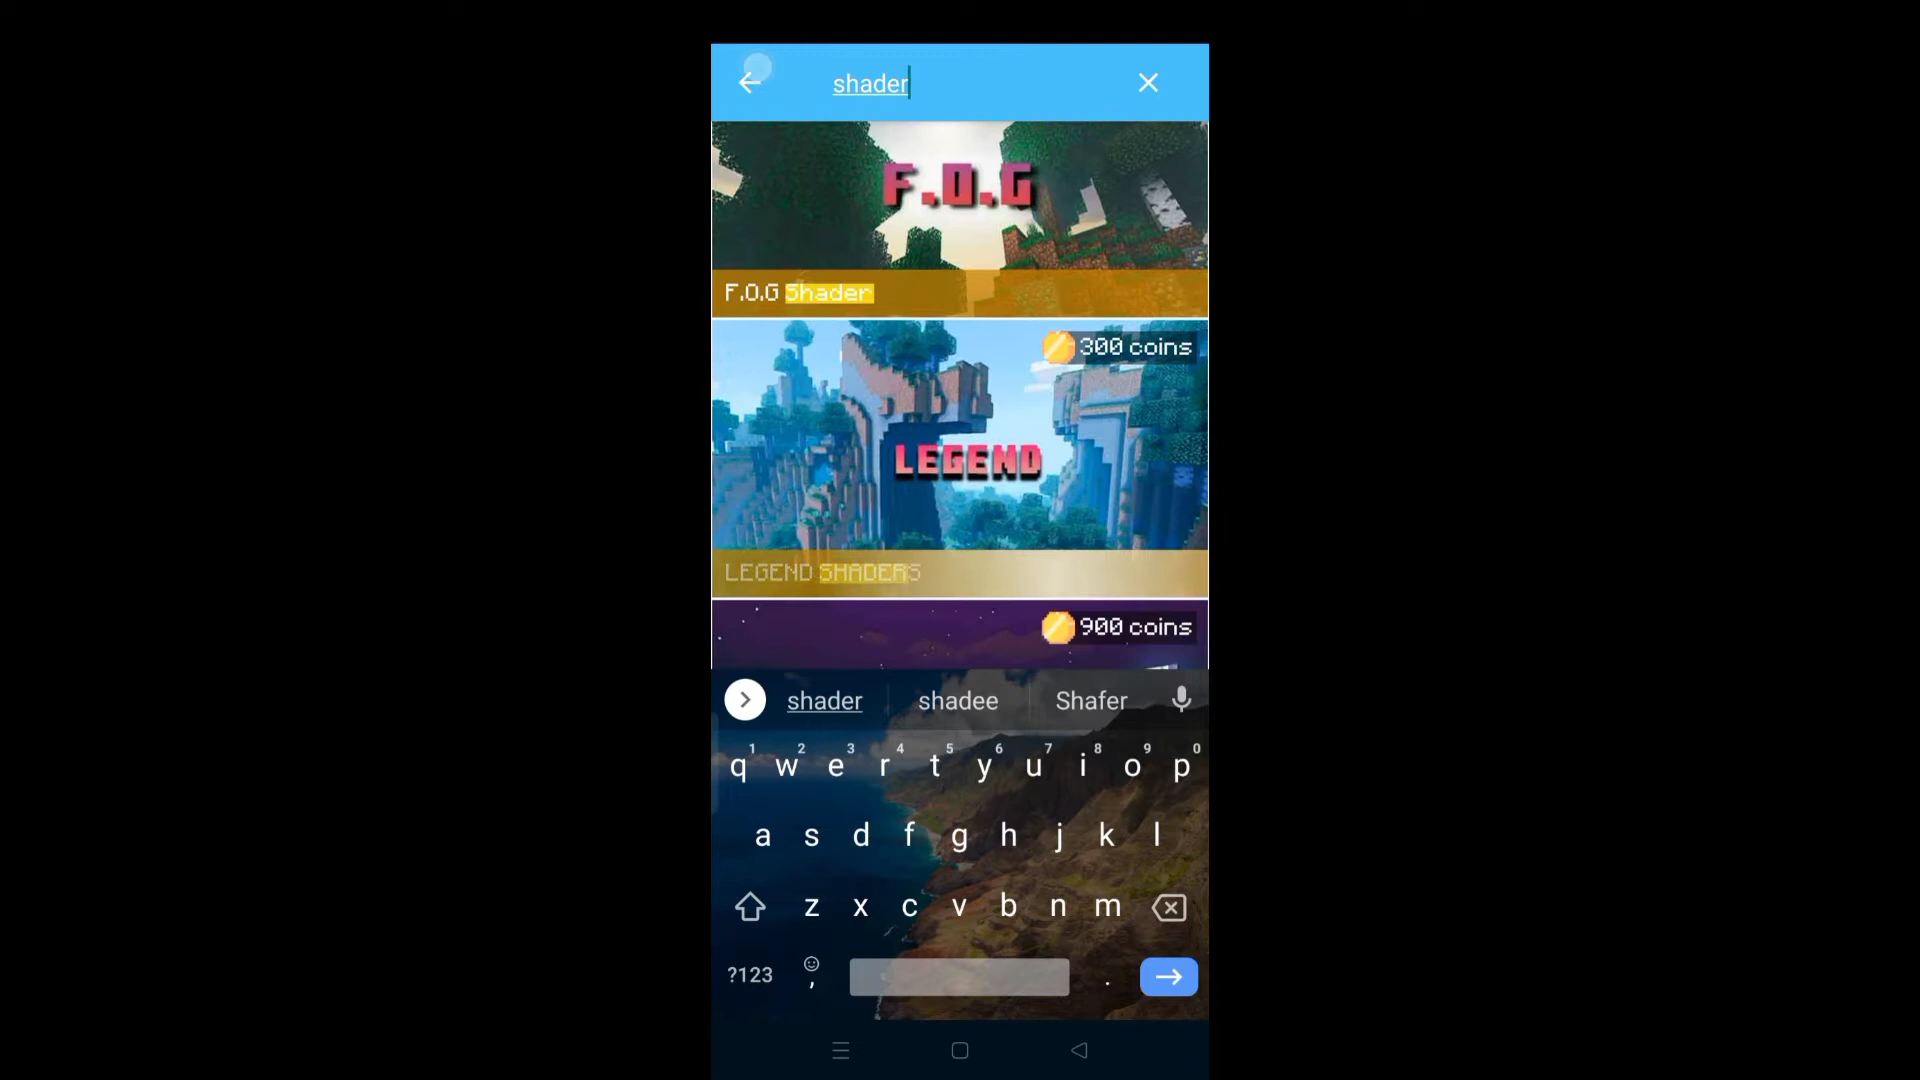 shader
F.O.G
F.O.G Shader
300 coins
LEGEND
LEGEND SHADERS
900 coins
shader shadee Shafer
1 2 3 4 5 6 7 8 9 0
q w e r t y u i o p
a s d f g h j k l
z x c v b n m
?123 , .